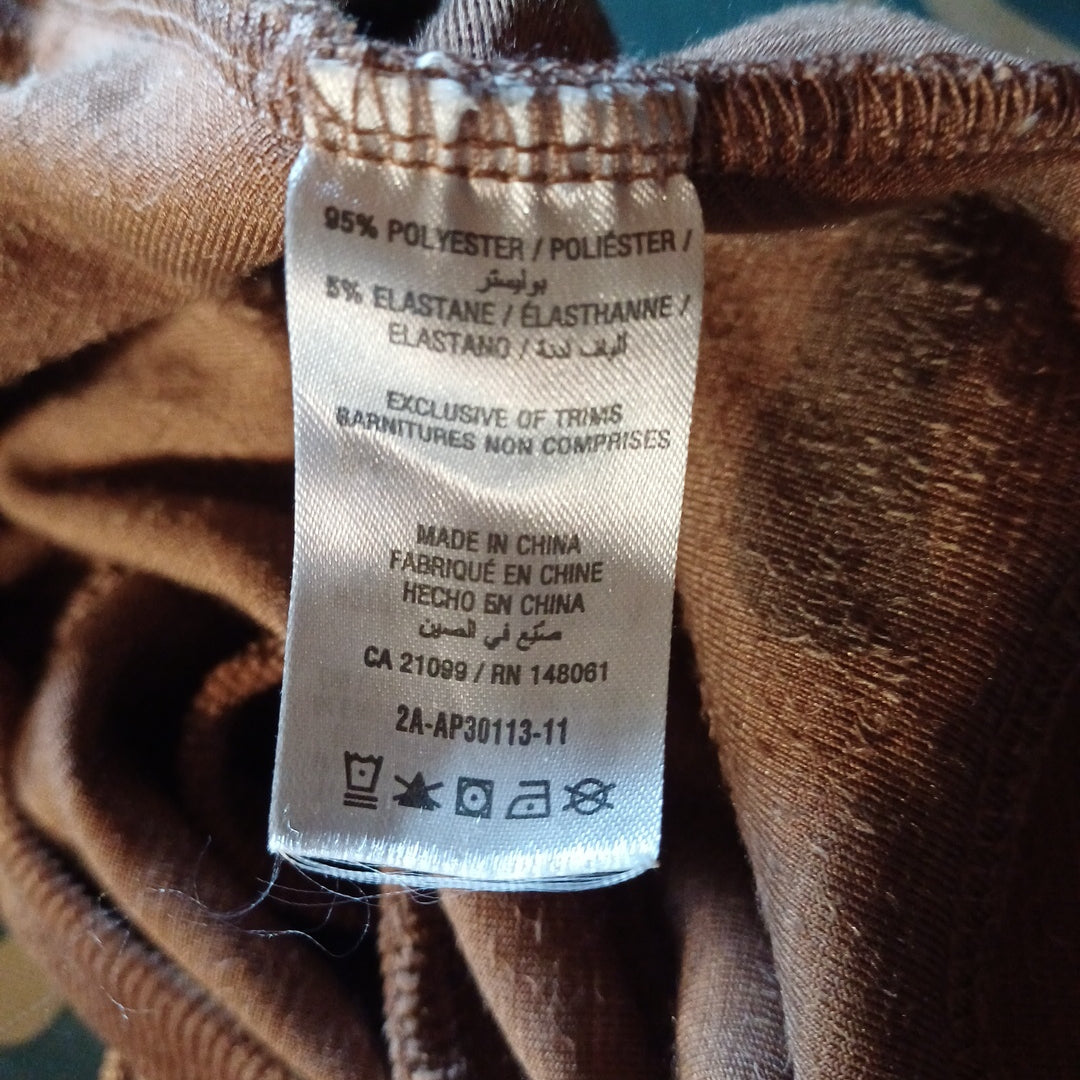 95% POLYESTER / POLIÉSTER /
بوليستر
5% ELASTANE / ÉLASTHANNE /
ELASTANO / ألياف لدنة
EXCLUSIVE OF TRIMS
GARNITURES NON COMPRISES
MADE IN CHINA
FABRIQUÉ EN CHINE
HECHO EN CHINA
صنع في الصين
CA 21099 / RN 148061
2A-AP30113-11